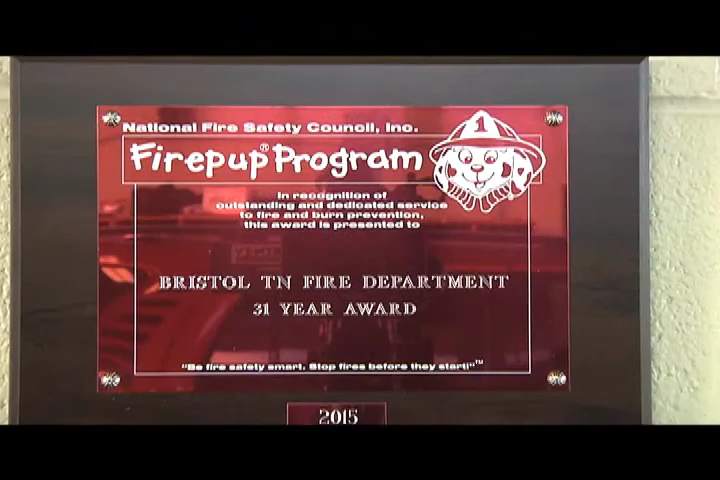 National Fire Safety Council, Inc.
Firepup® Program
1
In recognition of
outstanding and dedicated service
to fire and burn prevention,
this award is presented to
BRISTOL TN FIRE DEPARTMENT
31 YEAR AWARD
"Be fire safety smart. Stop fires before they start!"™
2015